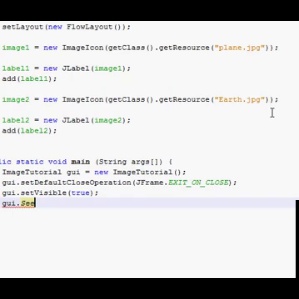 setLayout(new FlowLayout());
image1 = new ImageIcon(getClass().getResource("plane.jpg"));
label1 = new JLabel(image1);
add(label1);
image2 = new ImageIcon(getClass().getResource("Earth.jpg"));
label2 = new JLabel(image2);
add(label2);
lic static void main (String args[]) {
ImageTutorial gui = new ImageTutorial();
gui.setDefaultCloseOperation(JFrame.EXIT_ON_CLOSE);
gui.setVisible(true);
gui.See